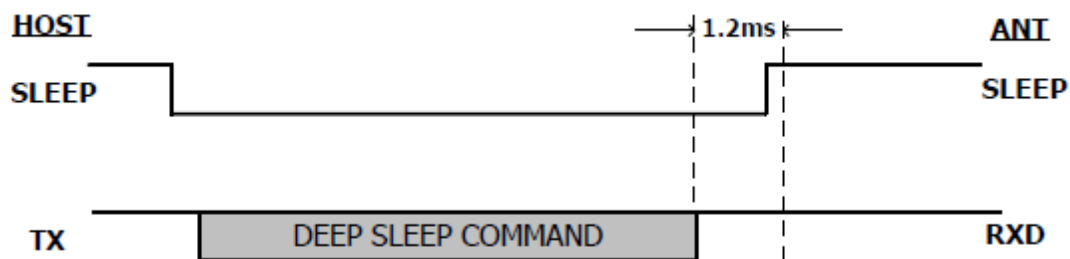 HOST
1.2ms
ANT
SLEEP
SLEEP
TX
DEEP SLEEP COMMAND
RXD